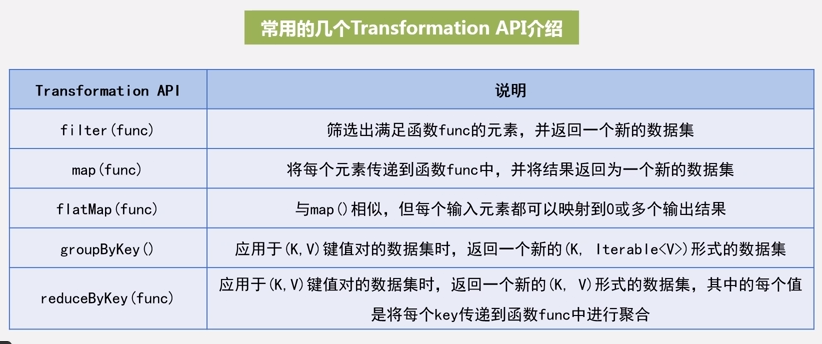 常用的几个Transformation API介绍
Transformation API
说明
filter(func)
筛选出满足函数func的元素，并返回一个新的数据集
map(func)
将每个元素传递到函数func中，并将结果返回为一个新的数据集
flatMap(func)
与map()相似，但每个输入元素都可以映射到0或多个输出结果
groupByKey()
应用于(K,V)键值对的数据集时，返回一个新的(K, Iterable<V>)形式的数据集
reduceByKey(func)
应用于(K,V)键值对的数据集时，返回一个新的(K, V)形式的数据集，其中的每个值
是将每个key传递到函数func中进行聚合